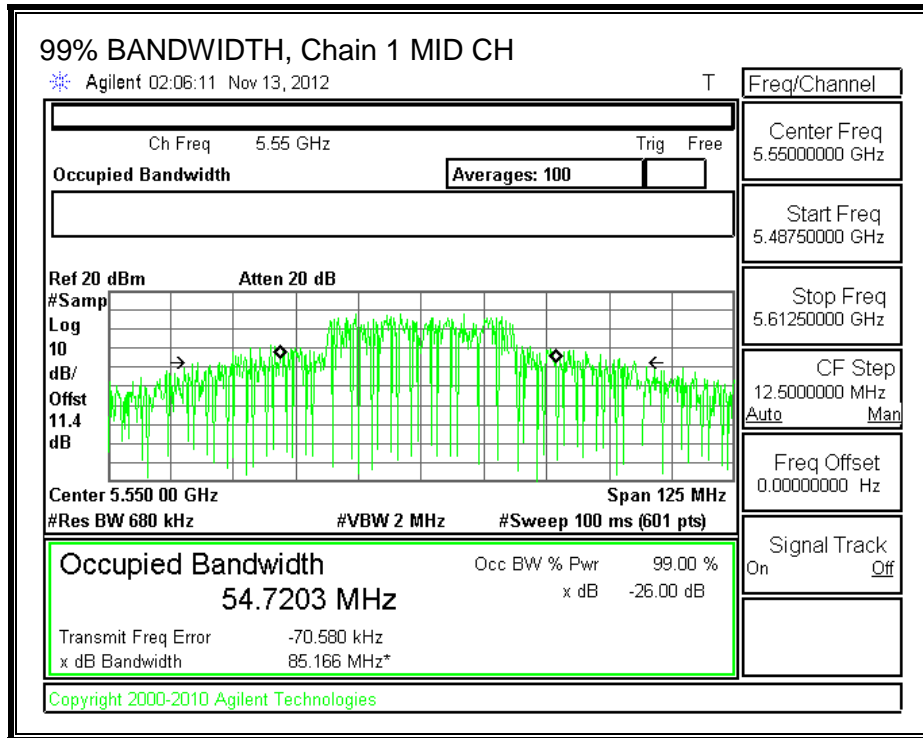 99% BANDWIDTH, Chain 1 MID CH
Agilent 02:06:11 Nov 13, 2012 T
Freq/Channel
Ch Freq 5.55 GHz Trig Free
Occupied Bandwidth Averages: 100
Center Freq
5.55000000 GHz
Start Freq
5.48750000 GHz
Stop Freq
5.61250000 GHz
CF Step
12.5000000 MHz
Auto Man
Freq Offset
0.00000000 Hz
Signal Track
On Off
Ref 20 dBm Atten 20 dB
#Samp
Log
10
dB/
Offst
11.4
dB
Center 5.550 00 GHz Span 125 MHz
#Res BW 680 kHz #VBW 2 MHz #Sweep 100 ms (601 pts)
Occupied Bandwidth Occ BW % Pwr 99.00 %
54.7203 MHz x dB -26.00 dB
Transmit Freq Error -70.580 kHz
x dB Bandwidth 85.166 MHz*
Copyright 2000-2010 Agilent Technologies